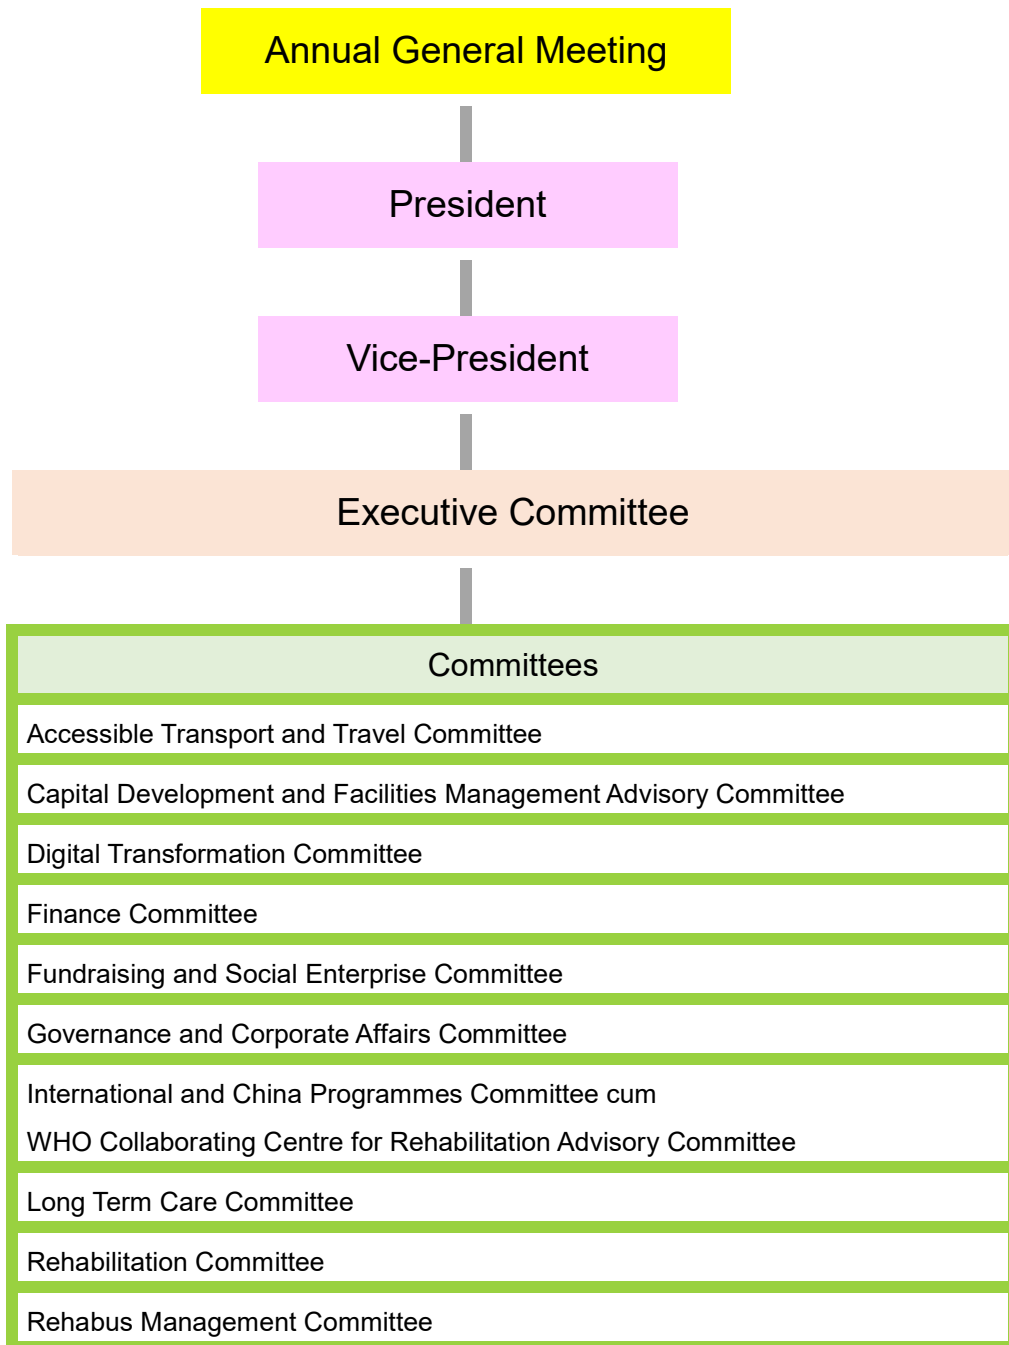 Annual General Meeting
President
Vice-President
Executive Committee
Committees
Accessible Transport and Travel Committee
Capital Development and Facilities Management Advisory Committee
Digital Transformation Committee
Finance Committee
Fundraising and Social Enterprise Committee
Governance and Corporate Affairs Committee
International and China Programmes Committee cum
WHO Collaborating Centre for Rehabilitation Advisory Committee
Long Term Care Committee
Rehabilitation Committee
Rehabus Management Committee